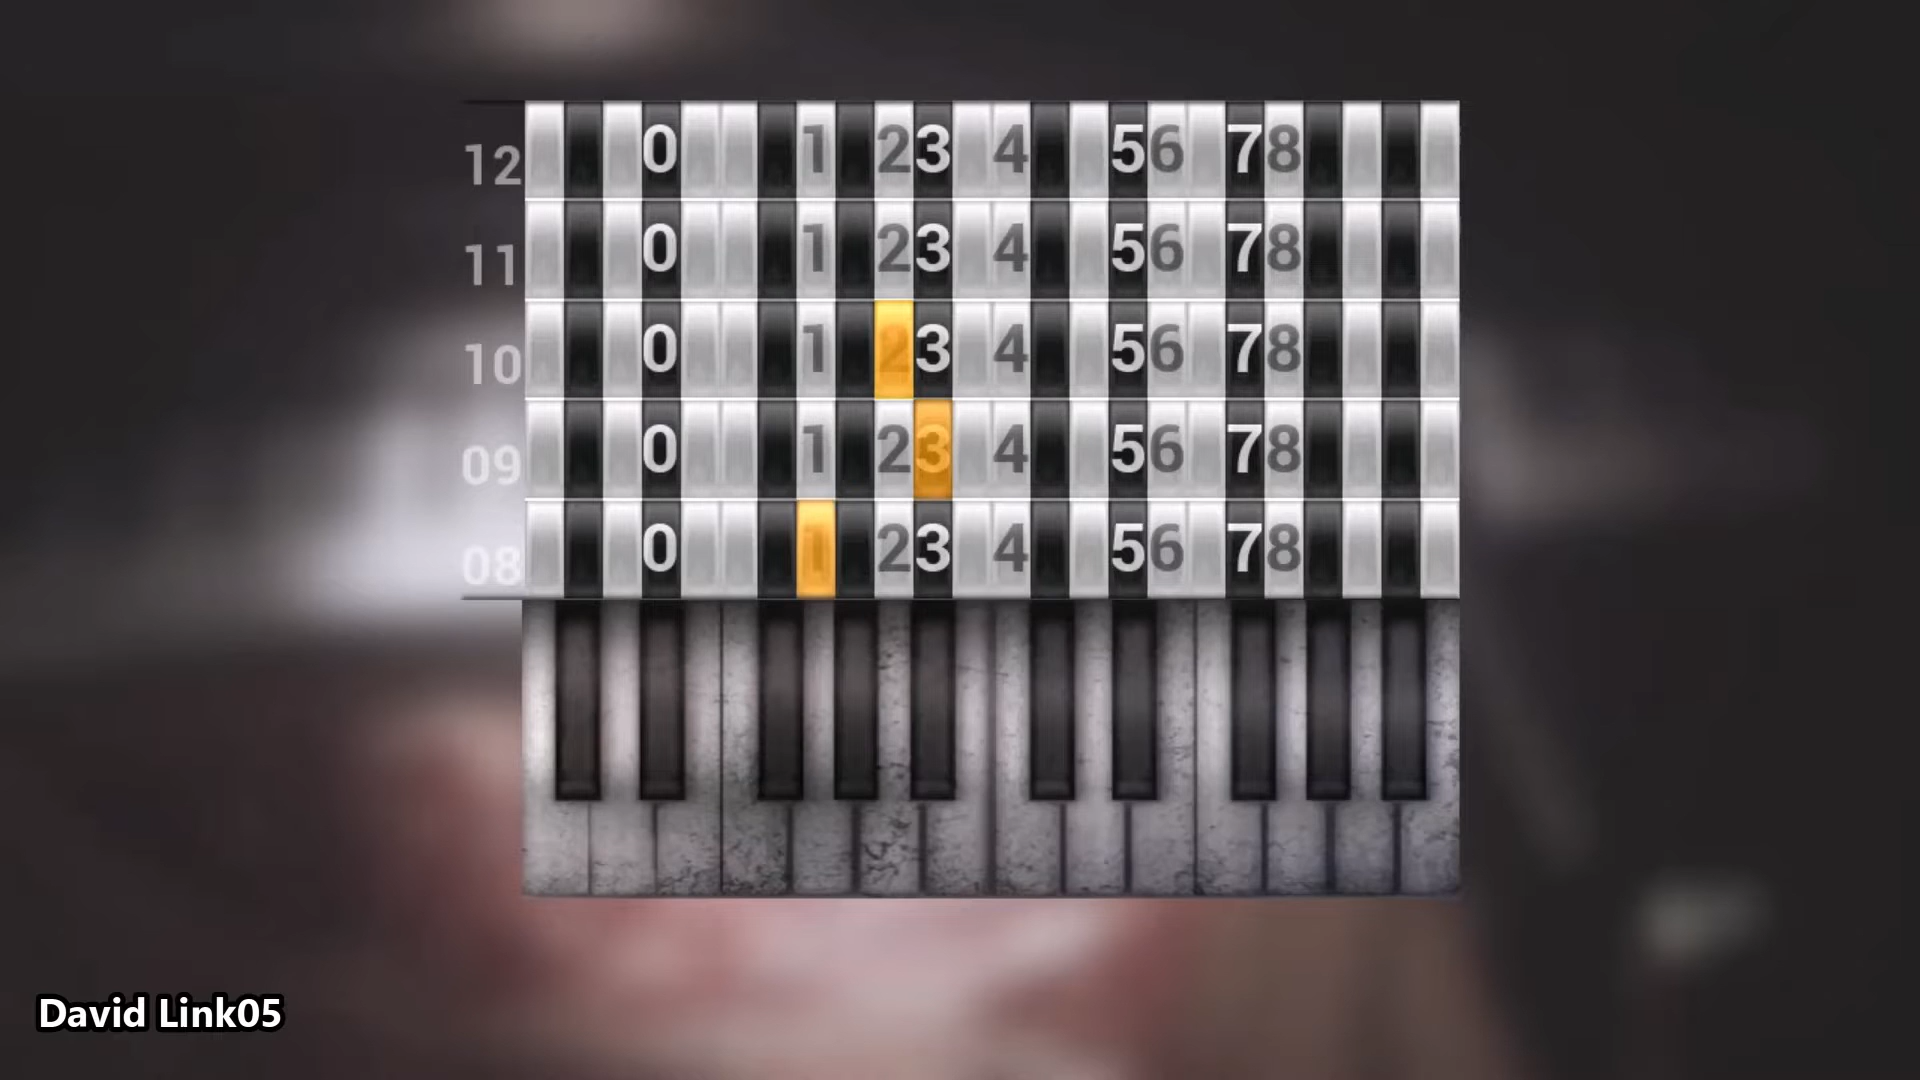 12 0 1 2 3 4 5 6 7 8
11 0 1 2 3 4 5 6 7 8
10 0 1 2 3 4 5 6 7 8
09 0 1 2 3 4 5 6 7 8
08 0 1 2 3 4 5 6 7 8
David Link05